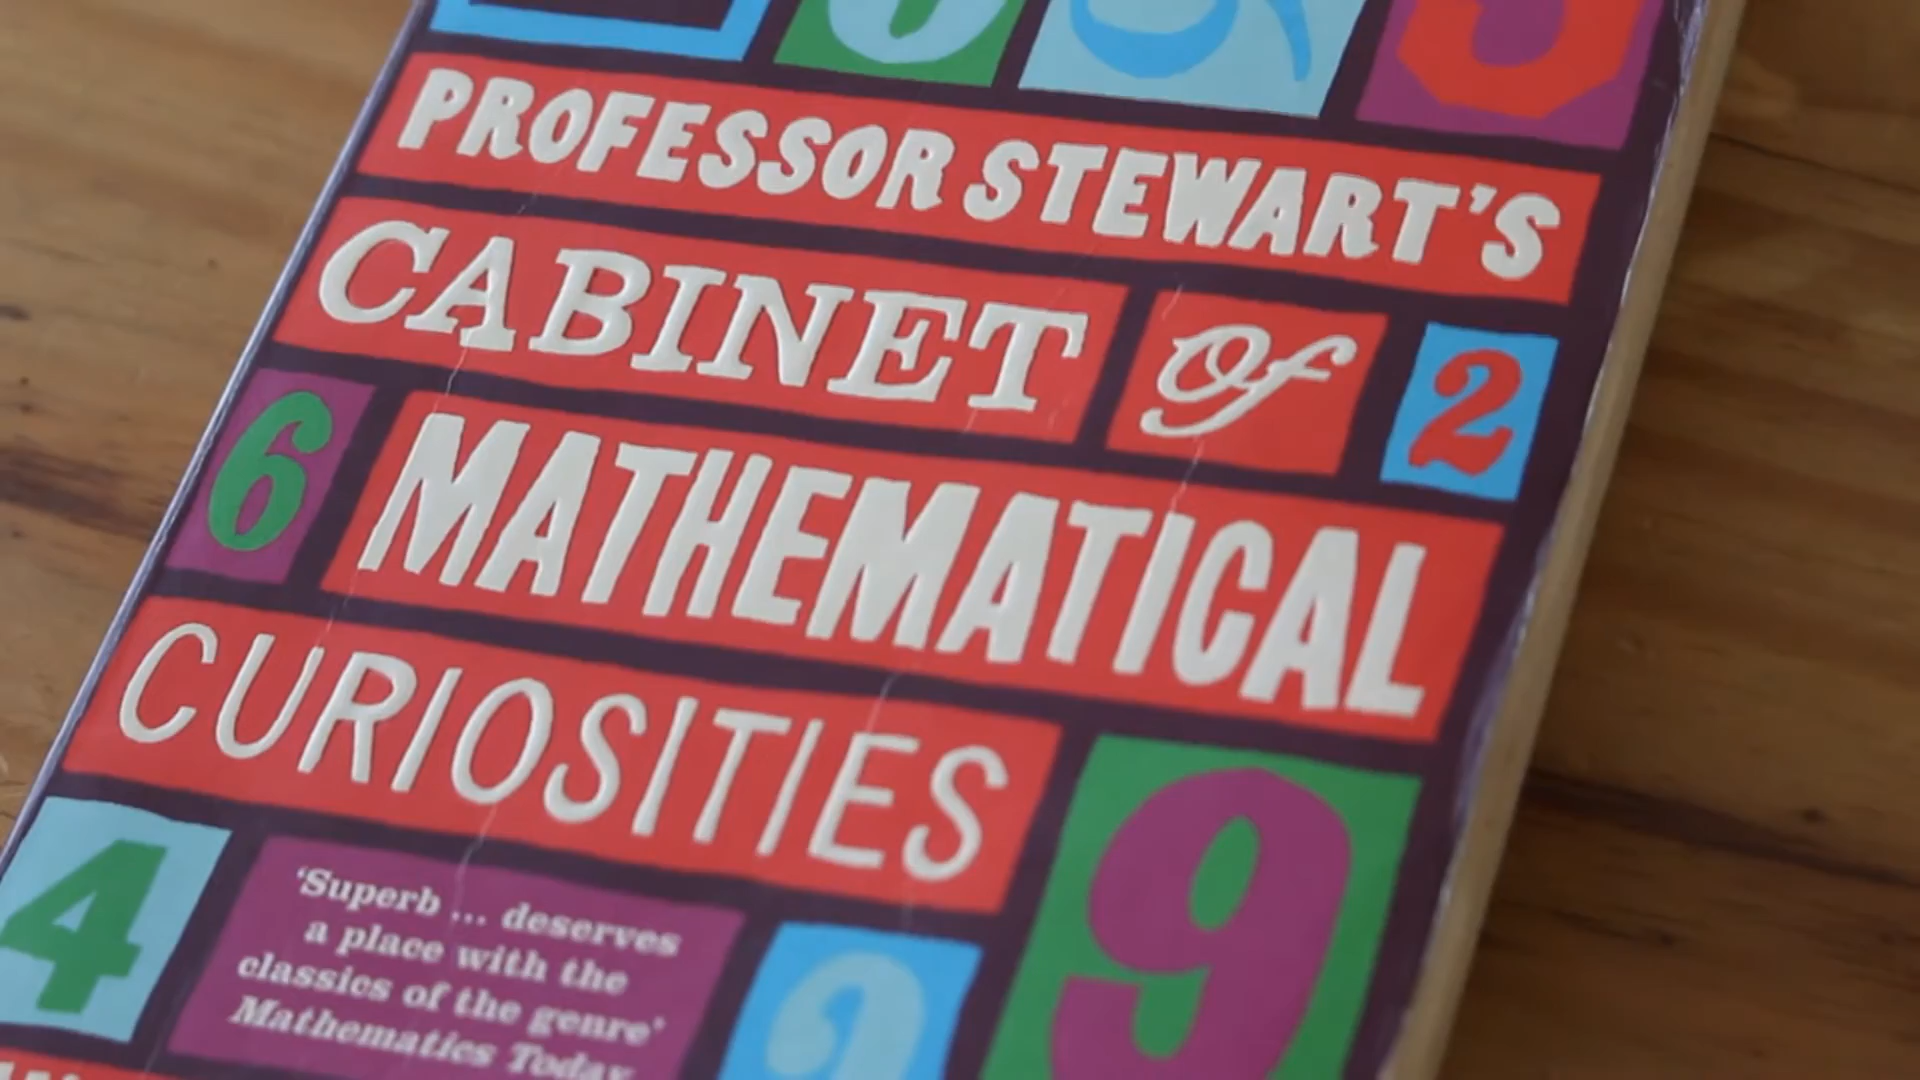 PROFESSOR STEWART'S
CABINET of 2
6 MATHEMATICAL
CURIOSITIES
9
4
‘Superb ... deserves
a place with the
classics of the genre’
Mathematics Today